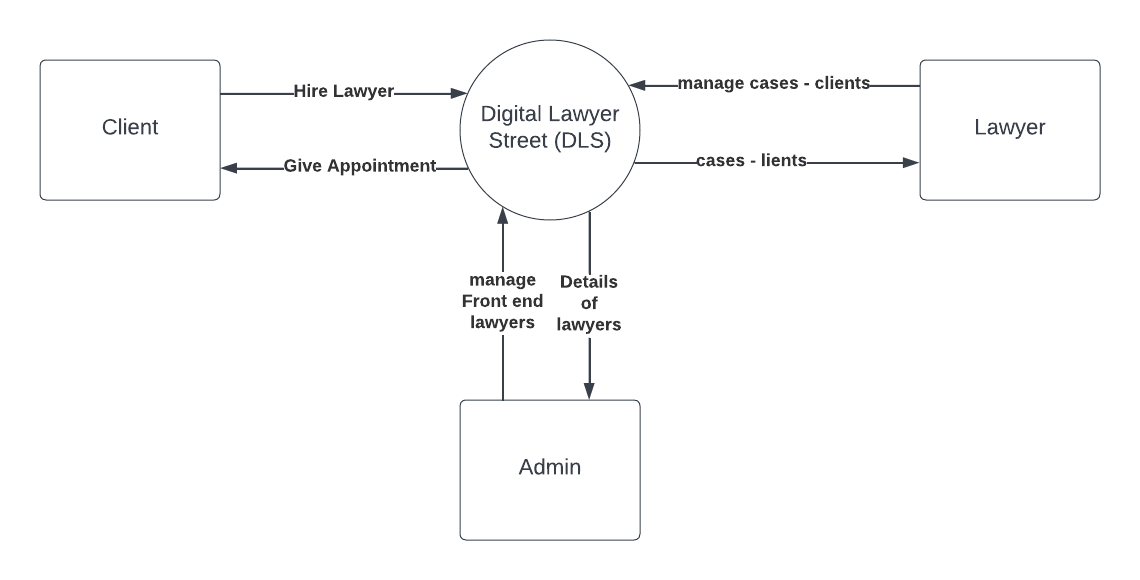 Client
Hire Lawyer
Give Appointment
Digital Lawyer
Street (DLS)
manage cases - clients
cases - lients
Lawyer
manage
Front end
lawyers
Details
of
lawyers
Admin